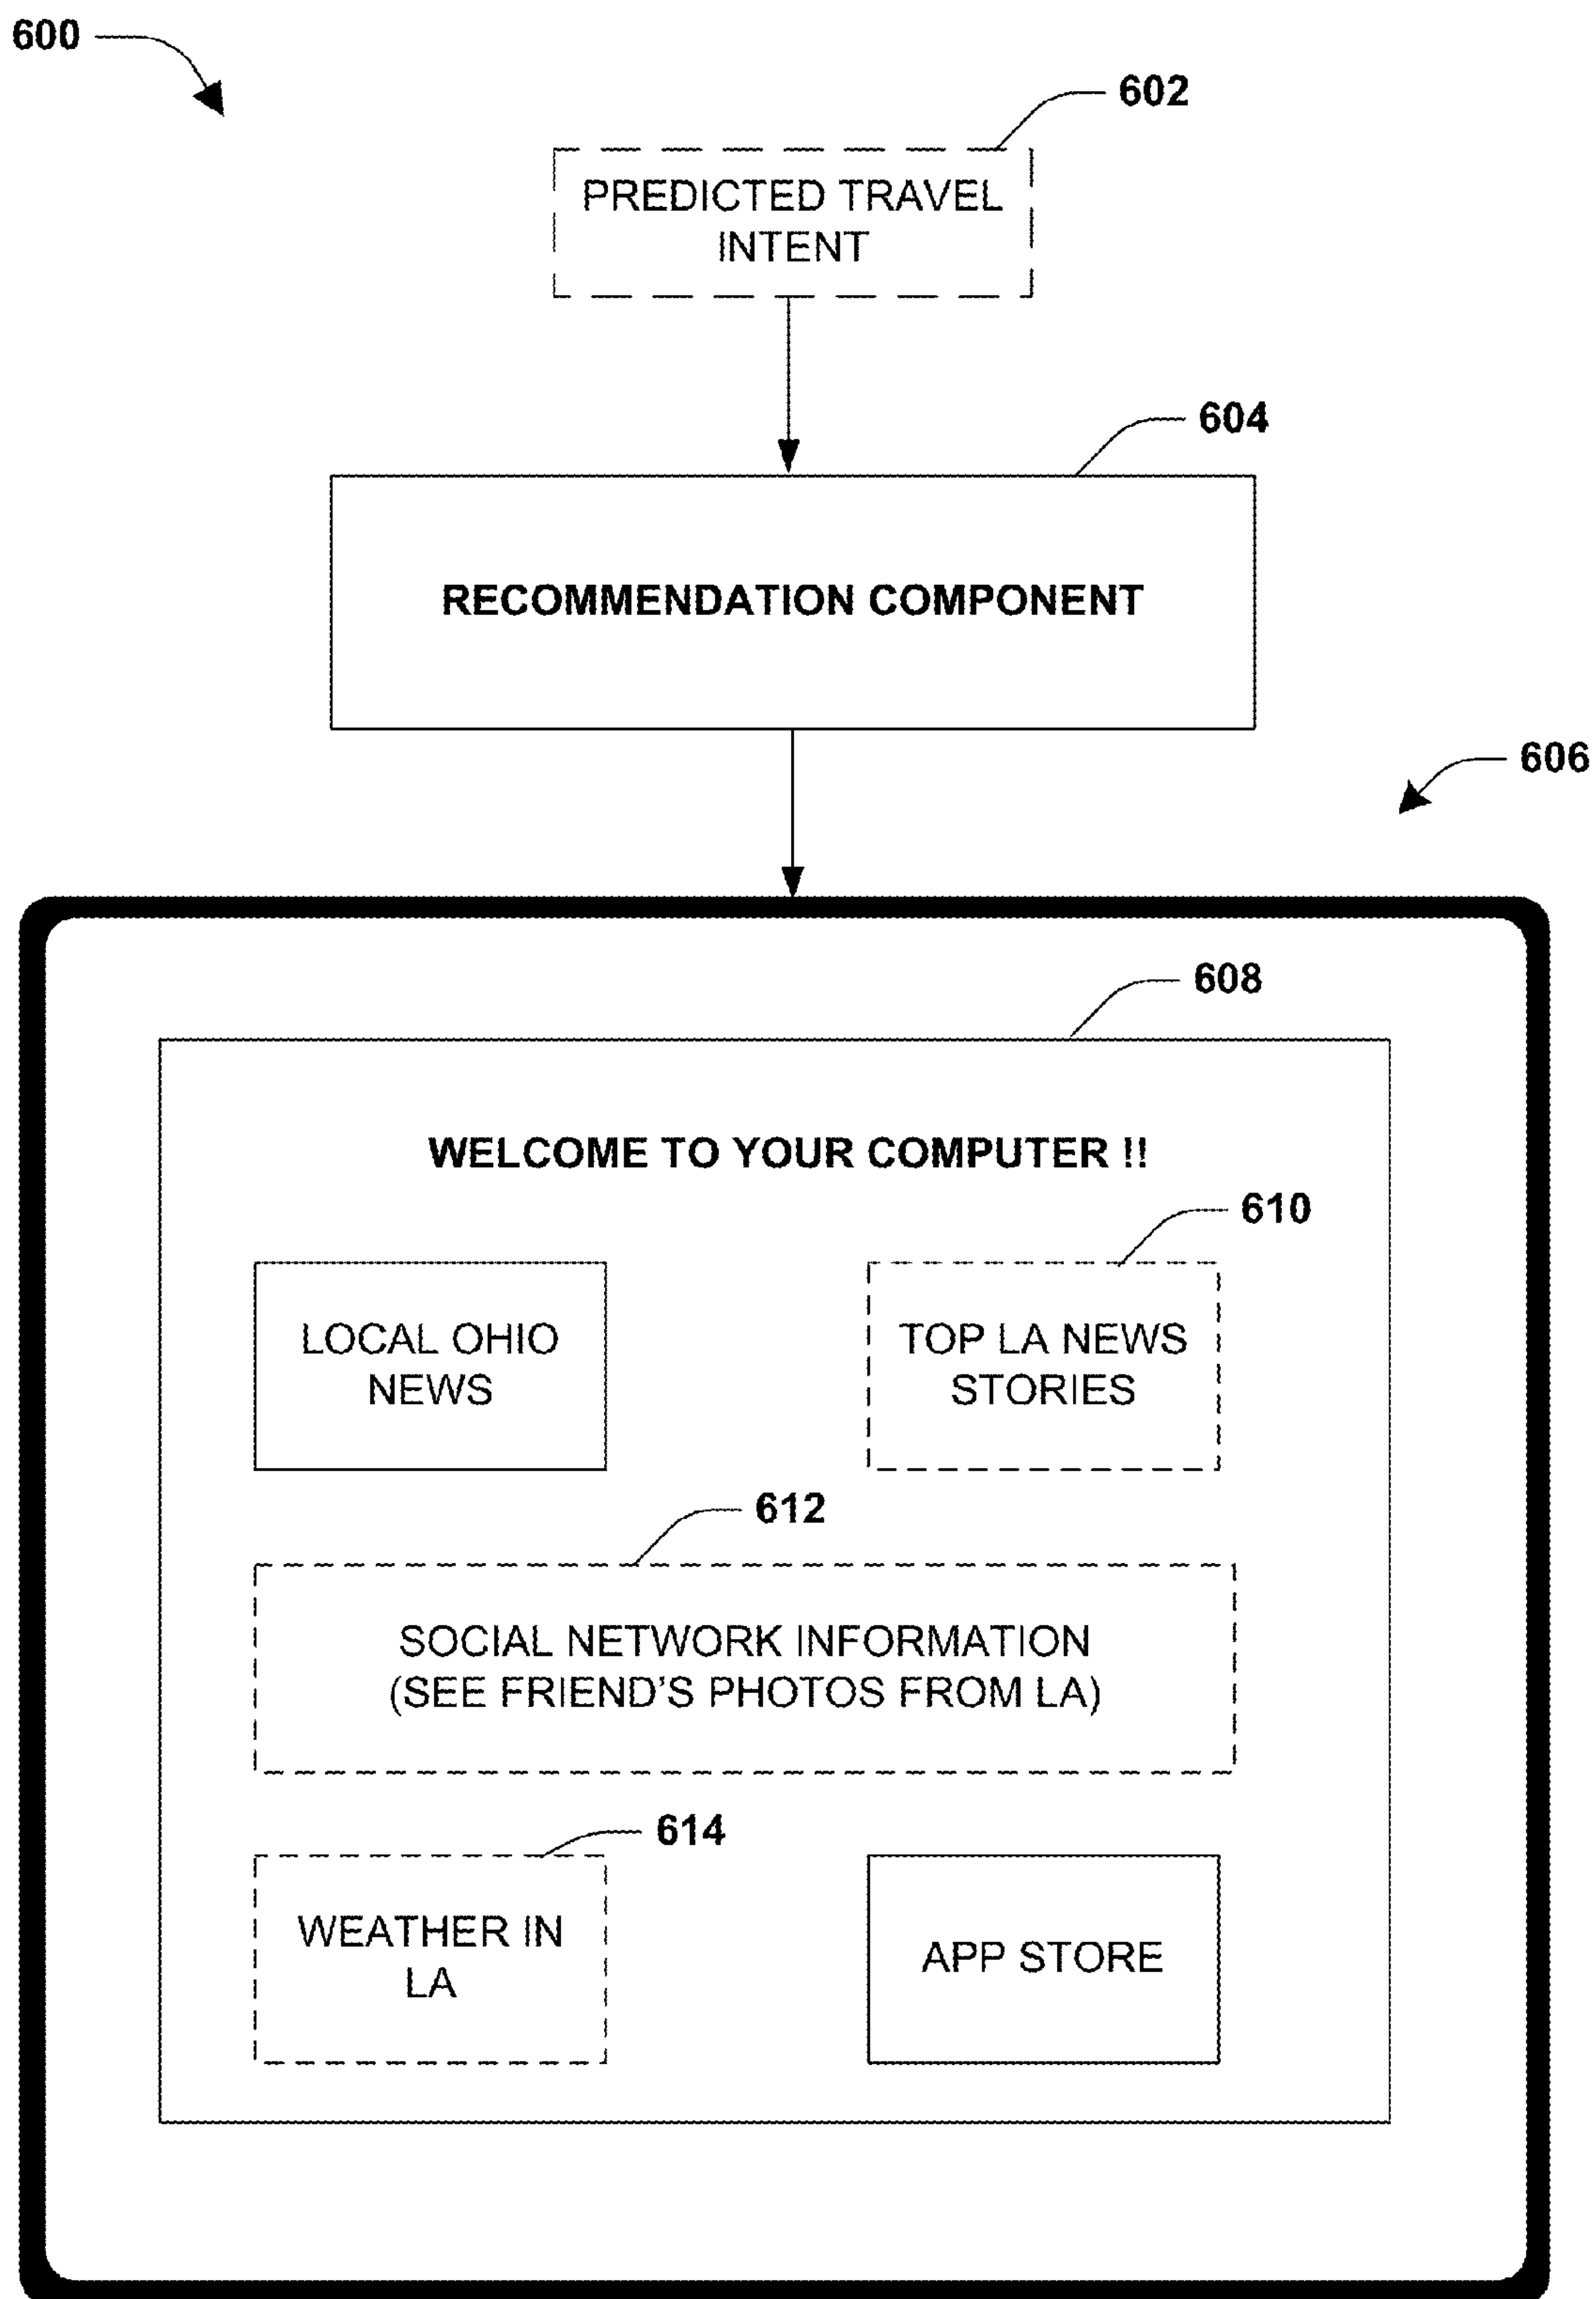 600
602
PREDICTED TRAVEL
INTENT
604
RECOMMENDATION COMPONENT
606
608
WELCOME TO YOUR COMPUTER !!
610
LOCAL OHIO
NEWS
TOP LA NEWS
STORIES
612
SOCIAL NETWORK INFORMATION
(SEE FRIEND'S PHOTOS FROM LA)
614
WEATHER IN
LA
APP STORE